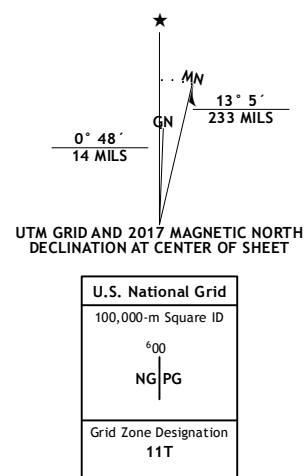 ★
MN
GN
13° 5´
233 MILS
0° 48´
14 MILS
UTM GRID AND 2017 MAGNETIC NORTH
DECLINATION AT CENTER OF SHEET
U.S. National Grid
100,000-m Square ID
⁶00
NG PG
Grid Zone Designation
11T